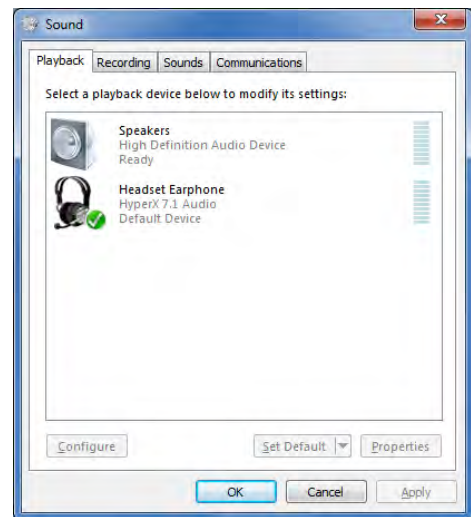 Sound
Playback Recording Sounds Communications
Select a playback device below to modify its settings:
Speakers
High Definition Audio Device
Ready
Headset Earphone
HyperX 7.1 Audio
Default Device
Configure Set Default Properties
OK Cancel Apply